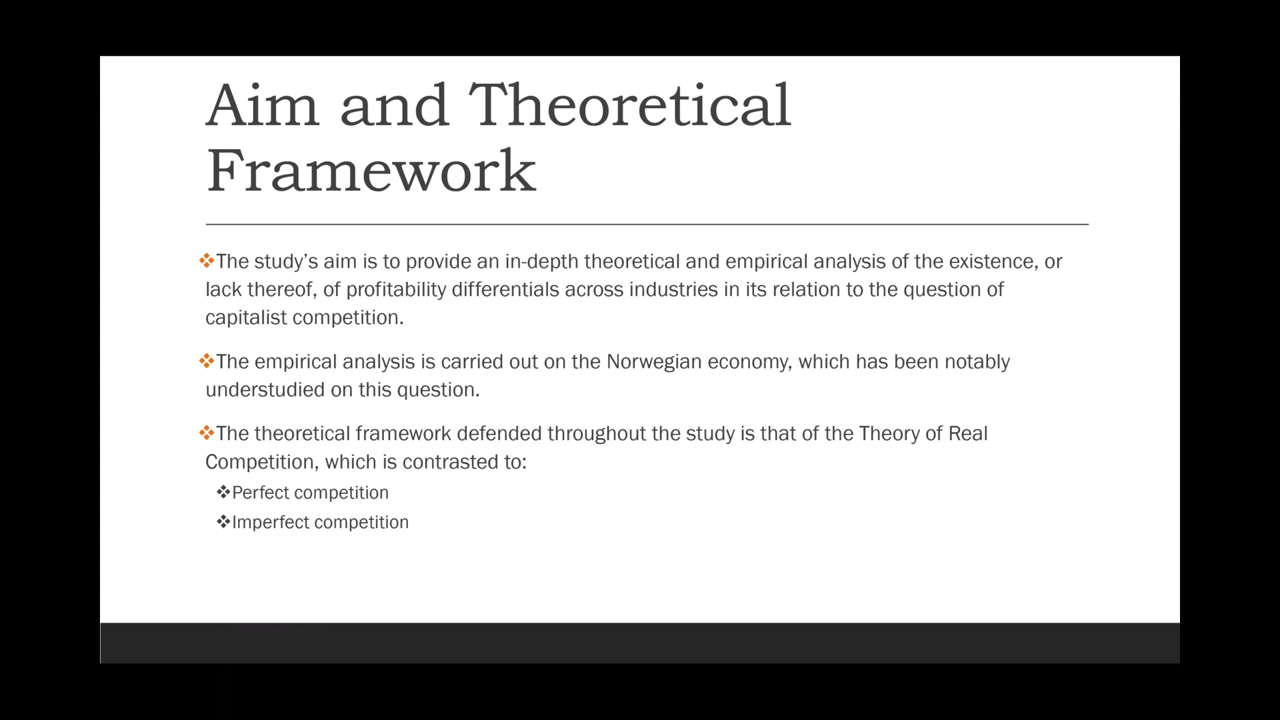 Aim and Theoretical
Framework
❖The study’s aim is to provide an in-depth theoretical and empirical analysis of the existence, or
lack thereof, of profitability differentials across industries in its relation to the question of
capitalist competition.
❖The empirical analysis is carried out on the Norwegian economy, which has been notably
understudied on this question.
❖The theoretical framework defended throughout the study is that of the Theory of Real
Competition, which is contrasted to:
❖Perfect competition
❖Imperfect competition